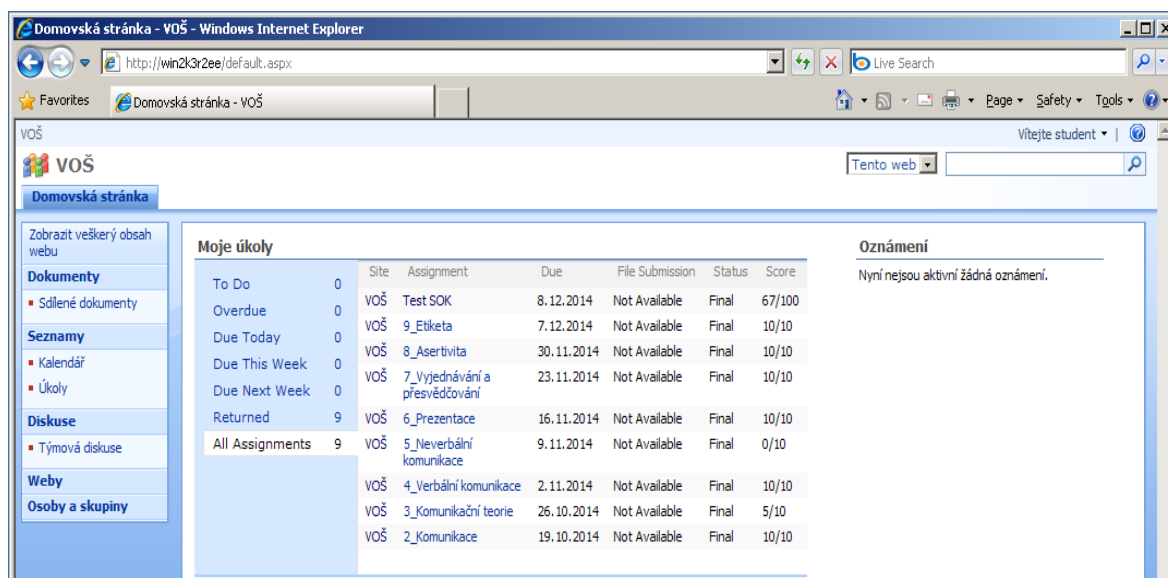 Domovská stránka - VOŠ - Windows Internet Explorer
http://win2k3r2ee/default.aspx
Live Search
Favorites
Domovská stránka - VOŠ
Page
Safety
Tools
VOŠ
Vítejte student
VOŠ
Tento web
Domovská stránka
Zobrazit veškerý obsah
webu
Dokumenty
Sdílené dokumenty
Seznamy
Kalendář
Úkoly
Diskuse
Týmová diskuse
Weby
Osoby a skupiny
Moje úkoly
To Do 0
Overdue 0
Due Today 0
Due This Week 0
Due Next Week 0
Returned 9
All Assignments 9
Site Assignment Due File Submission Status Score
VOŠ Test SOK 8.12.2014 Not Available Final 67/100
VOŠ 9_Etiketa 7.12.2014 Not Available Final 10/10
VOŠ 8_Asertivita 30.11.2014 Not Available Final 10/10
VOŠ 7_Vyjednávání a 23.11.2014 Not Available Final 10/10
přesvědčování
VOŠ 6_Prezentace 16.11.2014 Not Available Final 10/10
VOŠ 5_Neverbální 9.11.2014 Not Available Final 0/10
komunikace
VOŠ 4_Verbální komunikace 2.11.2014 Not Available Final 10/10
VOŠ 3_Komunikační teorie 26.10.2014 Not Available Final 5/10
VOŠ 2_Komunikace 19.10.2014 Not Available Final 10/10
Oznámení
Nyní nejsou aktivní žádná oznámení.